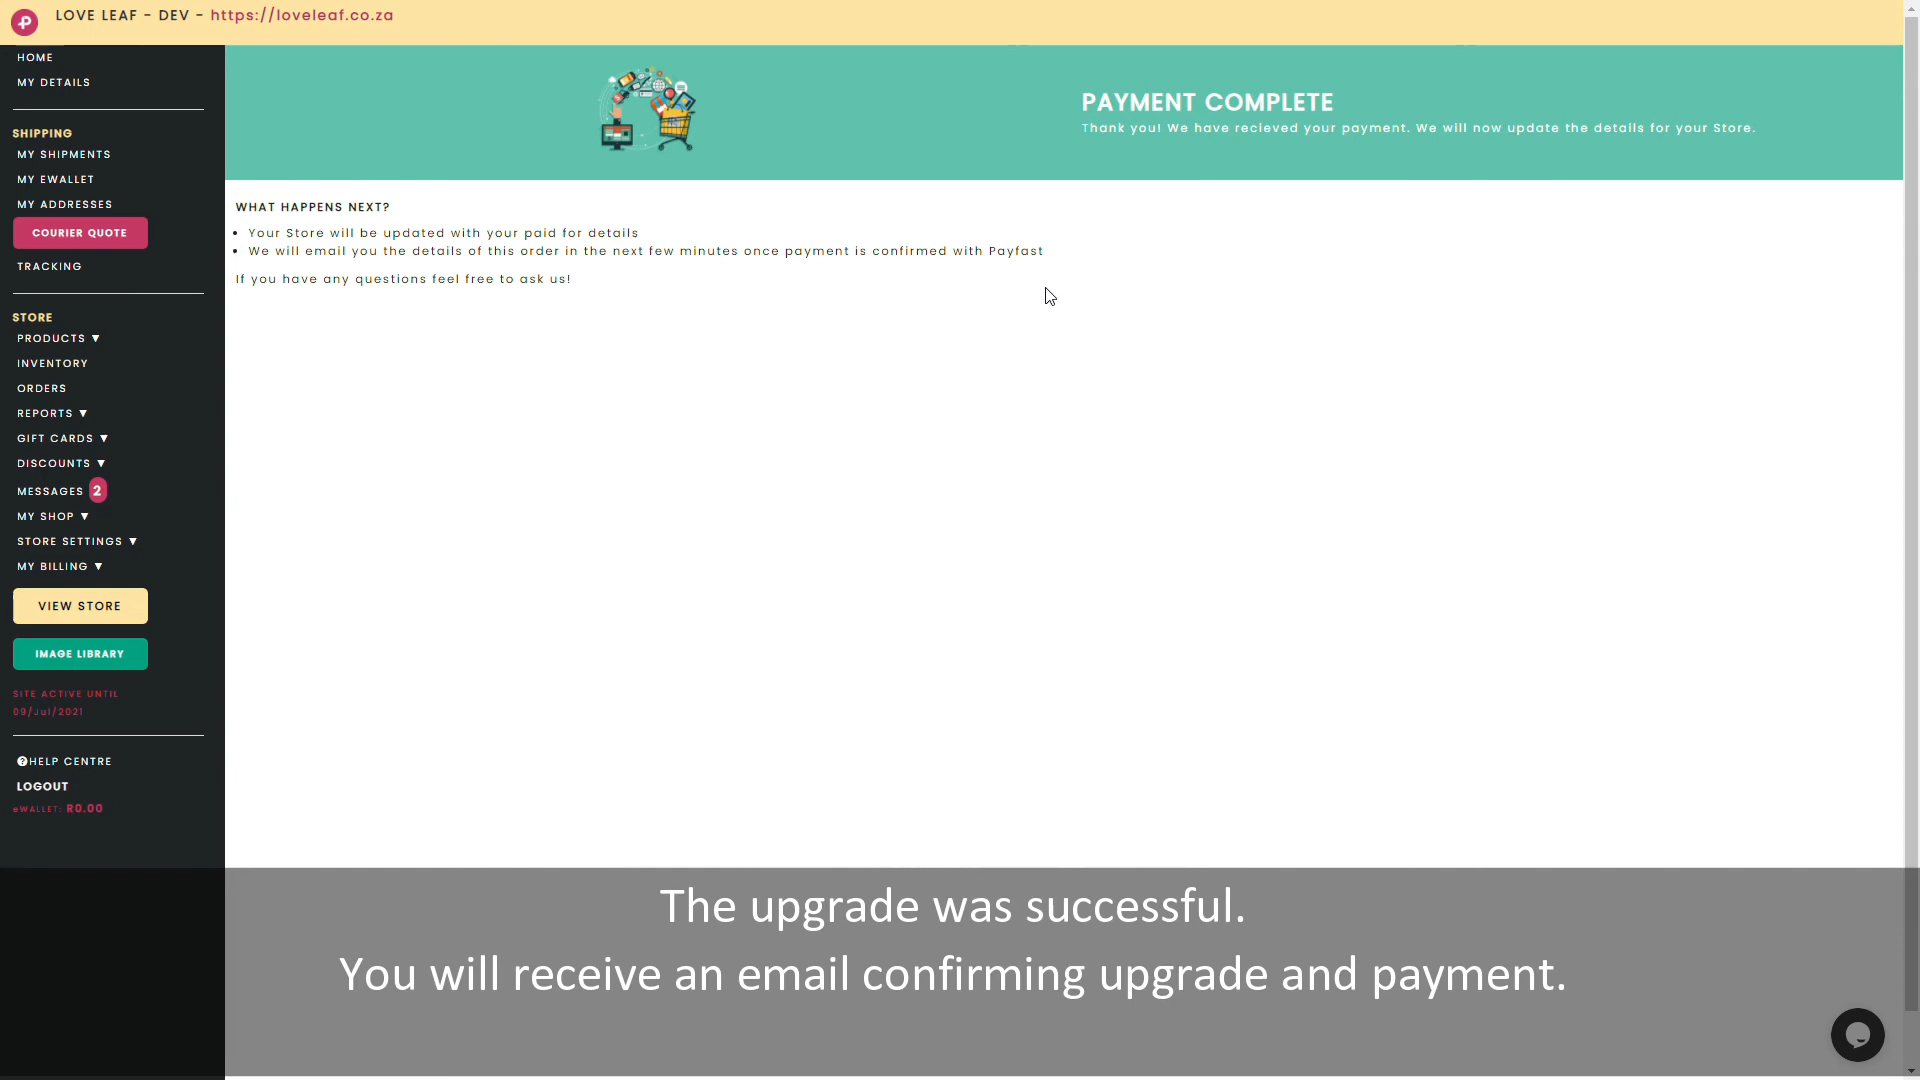 LOVE LEAF - DEV - https://loveleaf.co.za
HOME
MY DETAILS
SHIPPING
MY SHIPMENTS
MY EWALLET
MY ADDRESSES
COURIER QUOTE
TRACKING
STORE
PRODUCTS ▼
INVENTORY
ORDERS
REPORTS ▼
GIFT CARDS ▼
DISCOUNTS ▼
MESSAGES 2
MY SHOP ▼
STORE SETTINGS ▼
MY BILLING ▼
VIEW STORE
IMAGE LIBRARY
SITE ACTIVE UNTIL
09/Jul/2021
HELP CENTRE
LOGOUT
eWALLET: R0.00
PAYMENT COMPLETE
Thank you! We have recieved your payment. We will now update the details for your Store.
WHAT HAPPENS NEXT?
• Your Store will be updated with your paid for details
• We will email you the details of this order in the next few minutes once payment is confirmed with Payfast
If you have any questions feel free to ask us!
The upgrade was successful.
You will receive an email confirming upgrade and payment.